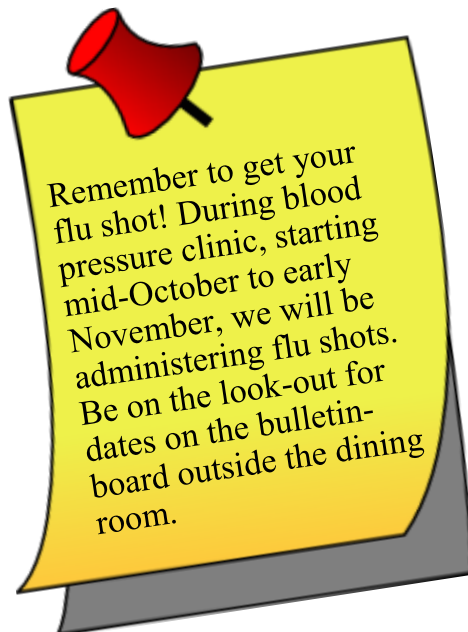 Remember to get your
flu shot! During blood
pressure clinic, starting
mid-October to early
November, we will be
administering flu shots.
Be on the look-out for
dates on the bulletin-
board outside the dining
room.